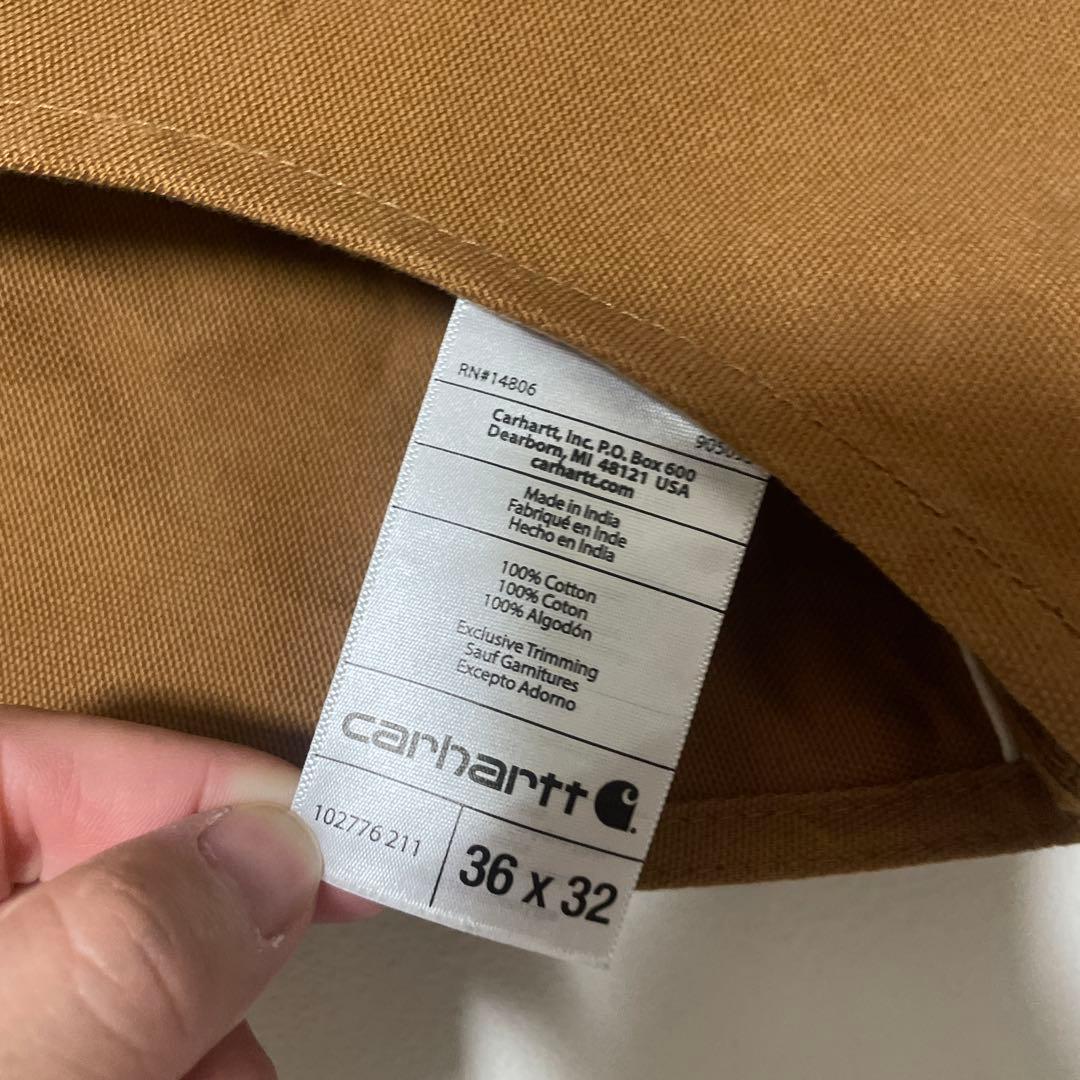 RN#14806
Carhartt, Inc. P.O. Box 600
Dearborn, MI 48121 USA
carhartt.com
Made in India
Fabriqué en Inde
Hecho en India
100% Cotton
100% Coton
100% Algodón
Exclusive Trimming
Sauf Garnitures
Excepto Adorno
carhartt
102776 211
36 x 32